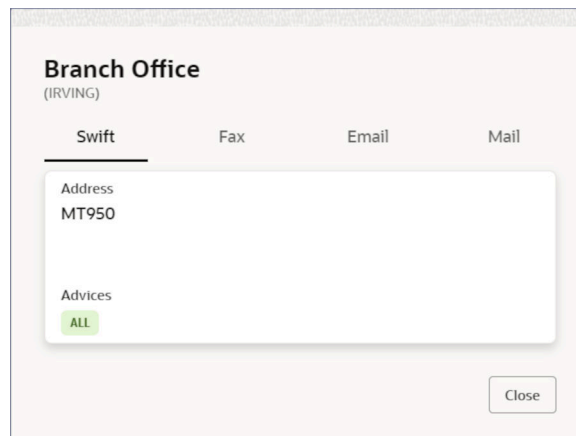 Branch Office
(IRVING)
Swift Fax Email Mail
Address
MT950
Advices
ALL
Close